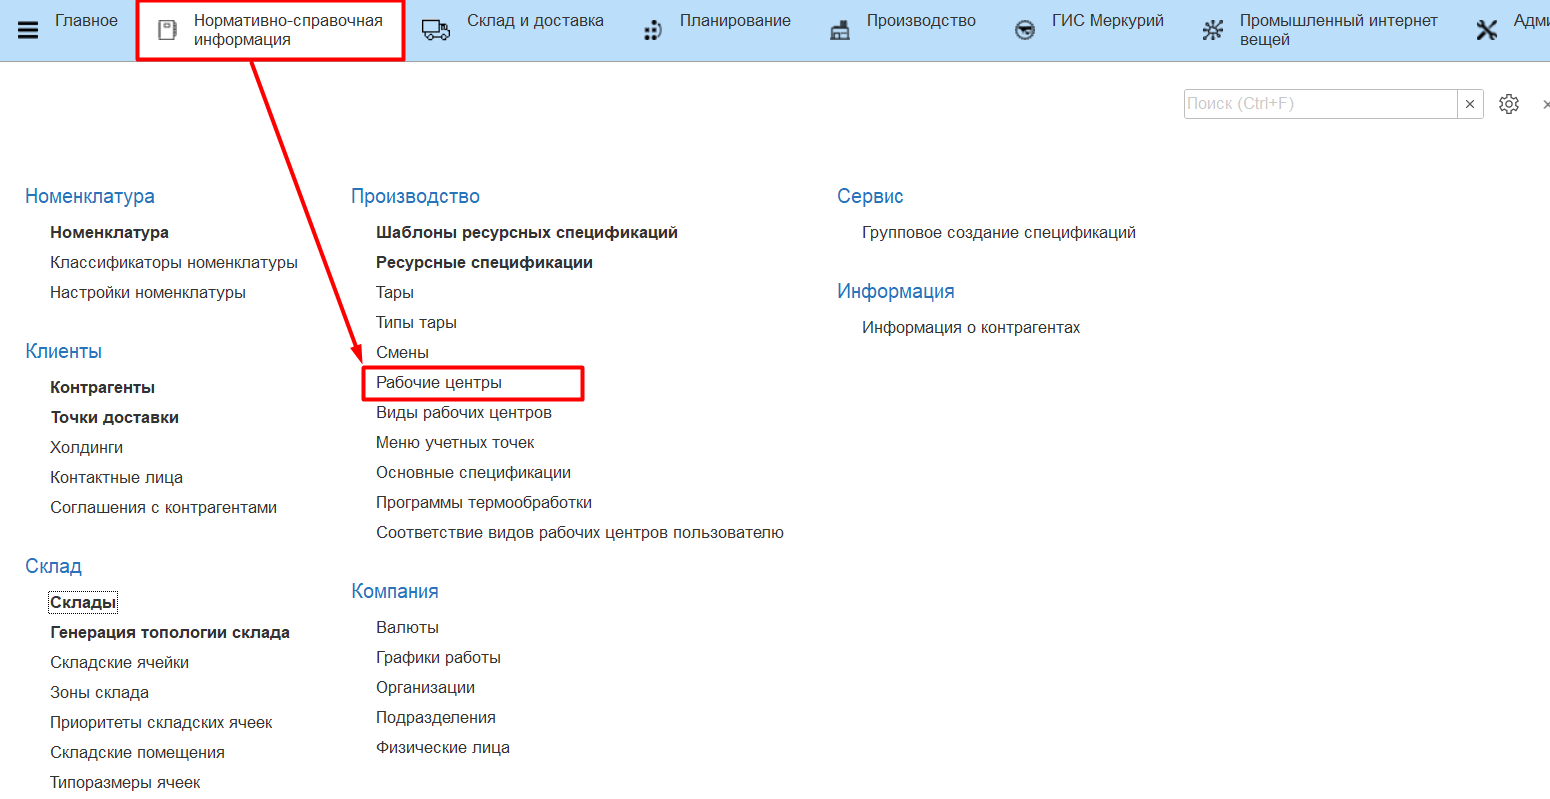 Главное
Нормативно-справочная
информация
Склад и доставка
Планирование
Производство
ГИС Меркурий
Промышленный интернет
вещей
Поиск (Ctrl+F)
Номенклатура
Номенклатура
Классификаторы номенклатуры
Настройки номенклатуры
Клиенты
Контрагенты
Точки доставки
Холдинги
Контактные лица
Соглашения с контрагентами
Склад
Склады
Генерация топологии склада
Складские ячейки
Зоны склада
Приоритеты складских ячеек
Складские помещения
Типоразмеры ячеек
Производство
Шаблоны ресурсных спецификаций
Ресурсные спецификации
Тары
Типы тары
Смены
Рабочие центры
Виды рабочих центров
Меню учетных точек
Основные спецификации
Программы термообработки
Соответствие видов рабочих центров пользователю
Компания
Валюты
Графики работы
Организации
Подразделения
Физические лица
Сервис
Групповое создание спецификаций
Информация
Информация о контрагентах